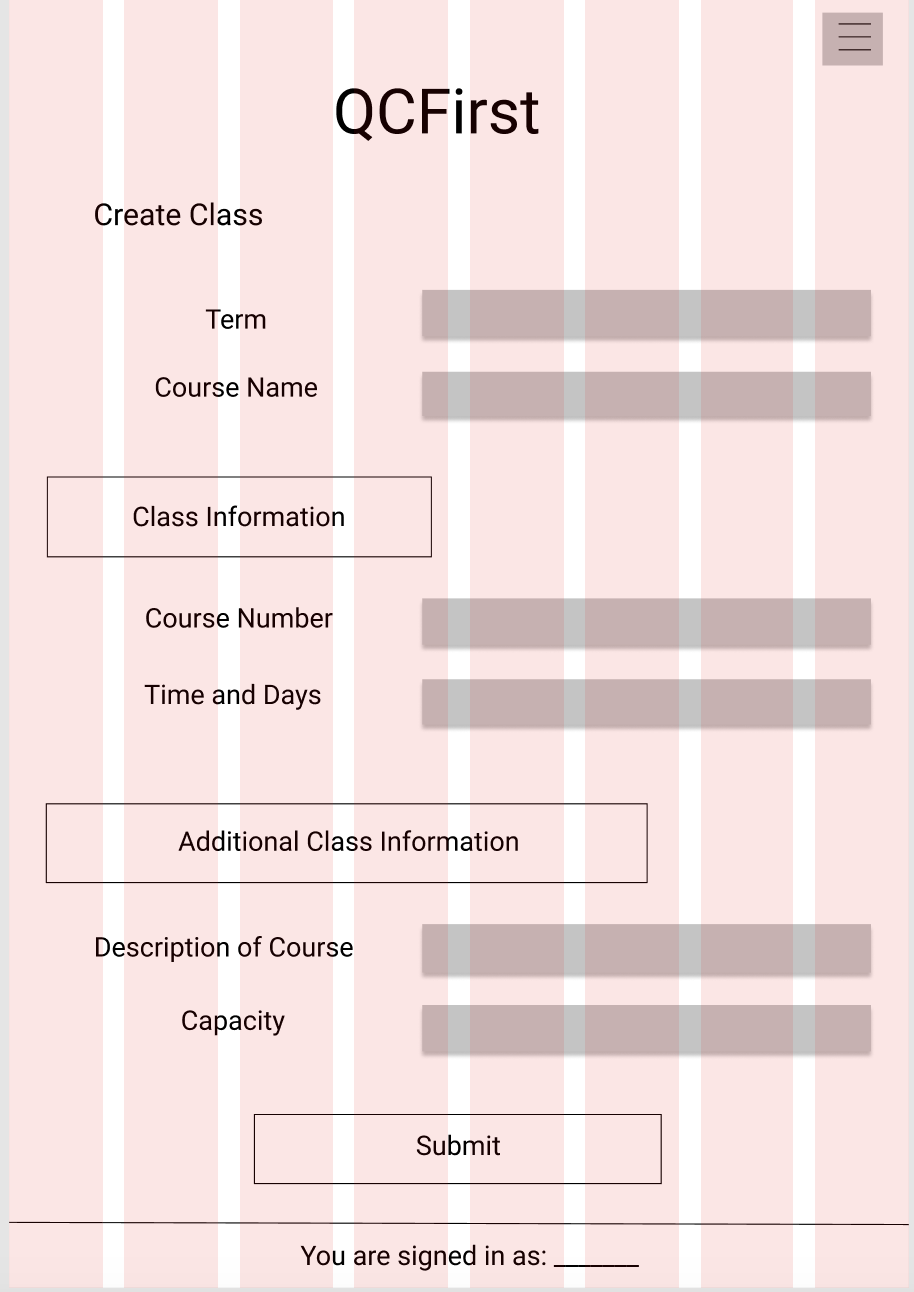 QCFirst
Create Class
Term
Course Name
Class Information
Course Number
Time and Days
Additional Class Information
Description of Course
Capacity
Submit
You are signed in as: ______